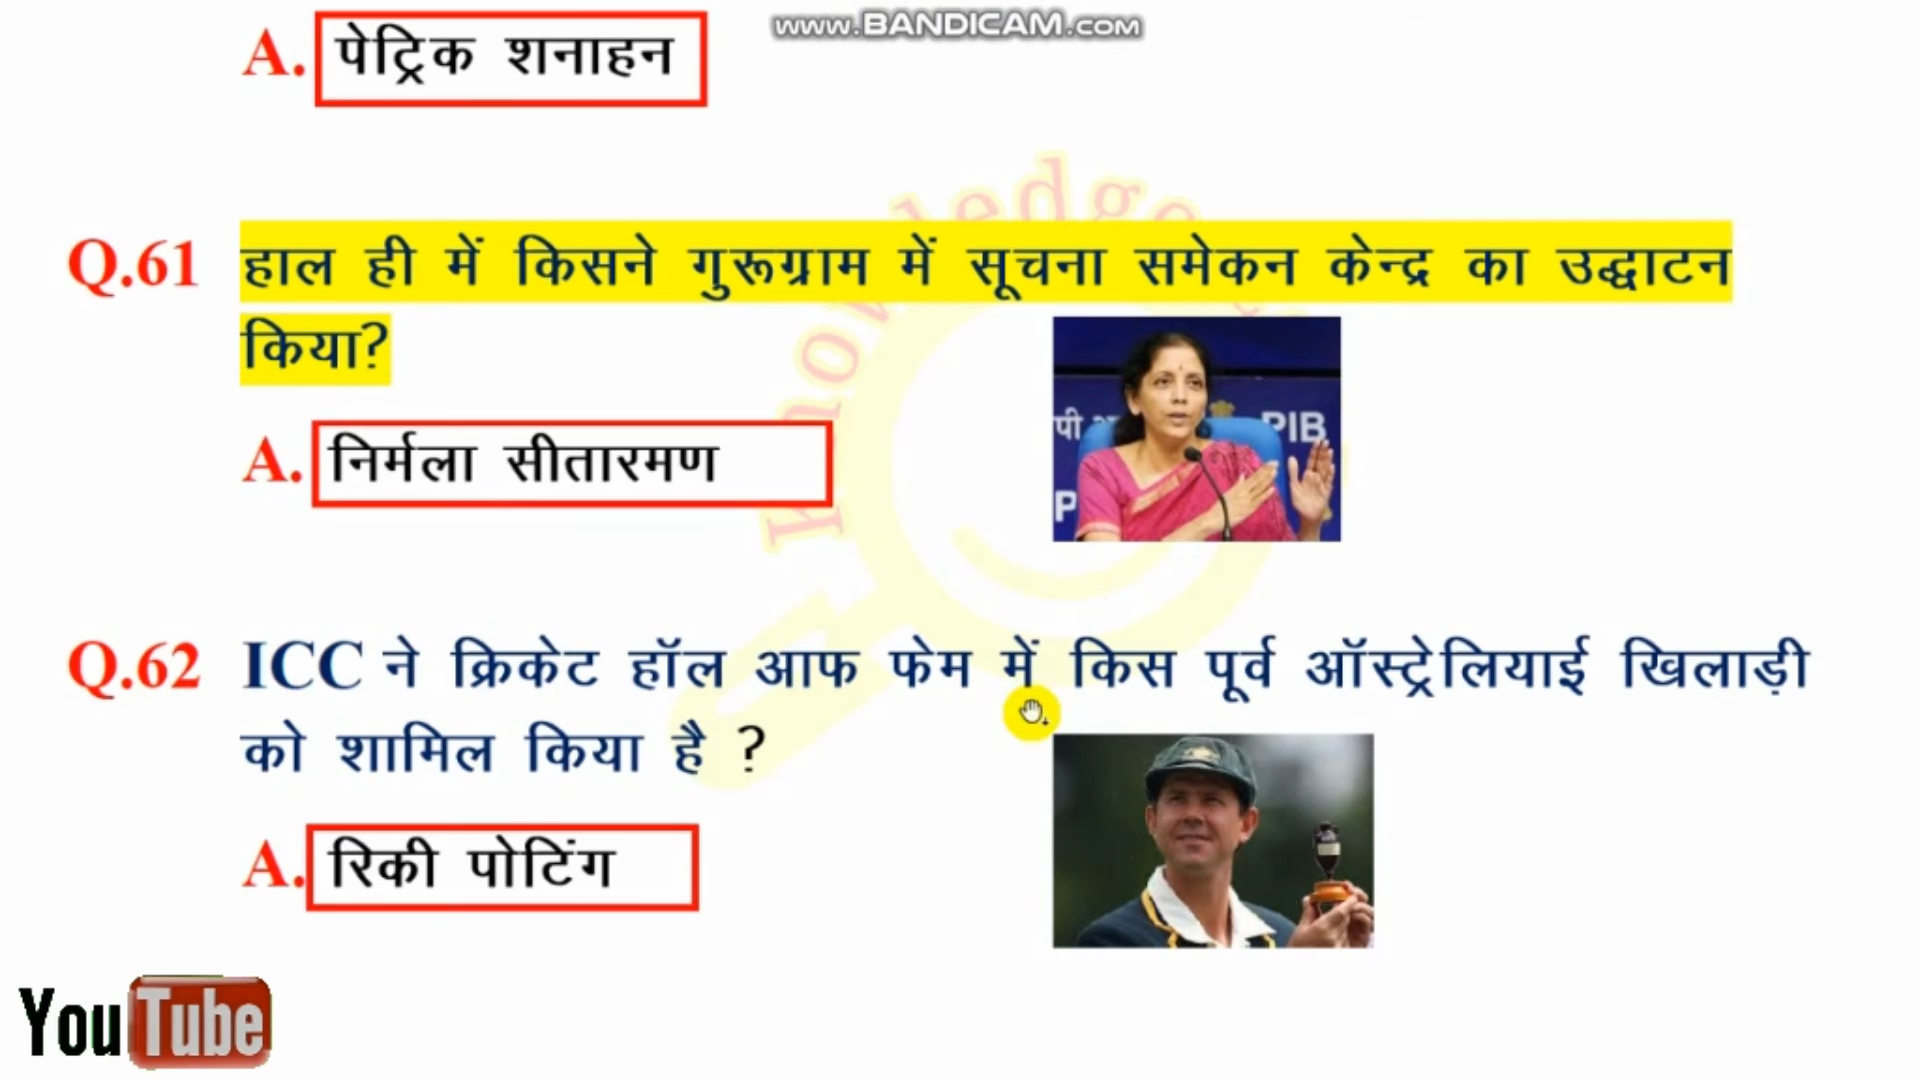 www.BANDICAM.com
A. पेट्रिक शनाहन
Q.61 हाल ही में किसने गुरूग्राम में सूचना समेकन केन्द्र का उद्घाटन
किया?
A. निर्मला सीतारमण
Q.62 ICC ने क्रिकेट हॉल आफ फेम में किस पूर्व ऑस्ट्रेलियाई खिलाड़ी
को शामिल किया है ?
A. रिकी पोटिंग
PIB
YouTube